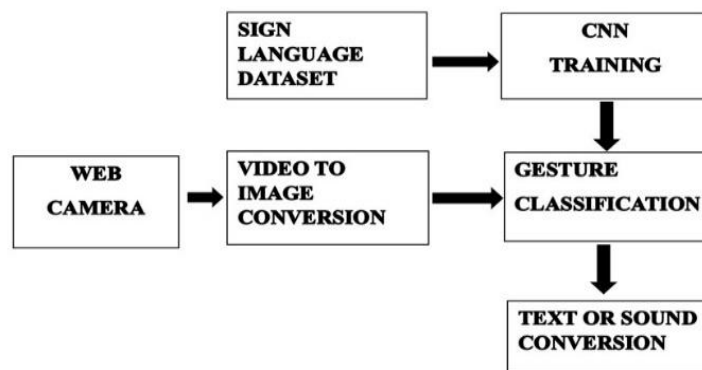 SIGN
LANGUAGE
DATASET
CNN
TRAINING
WEB
CAMERA
VIDEO TO
IMAGE
CONVERSION
GESTURE
CLASSIFICATION
TEXT OR SOUND
CONVERSION